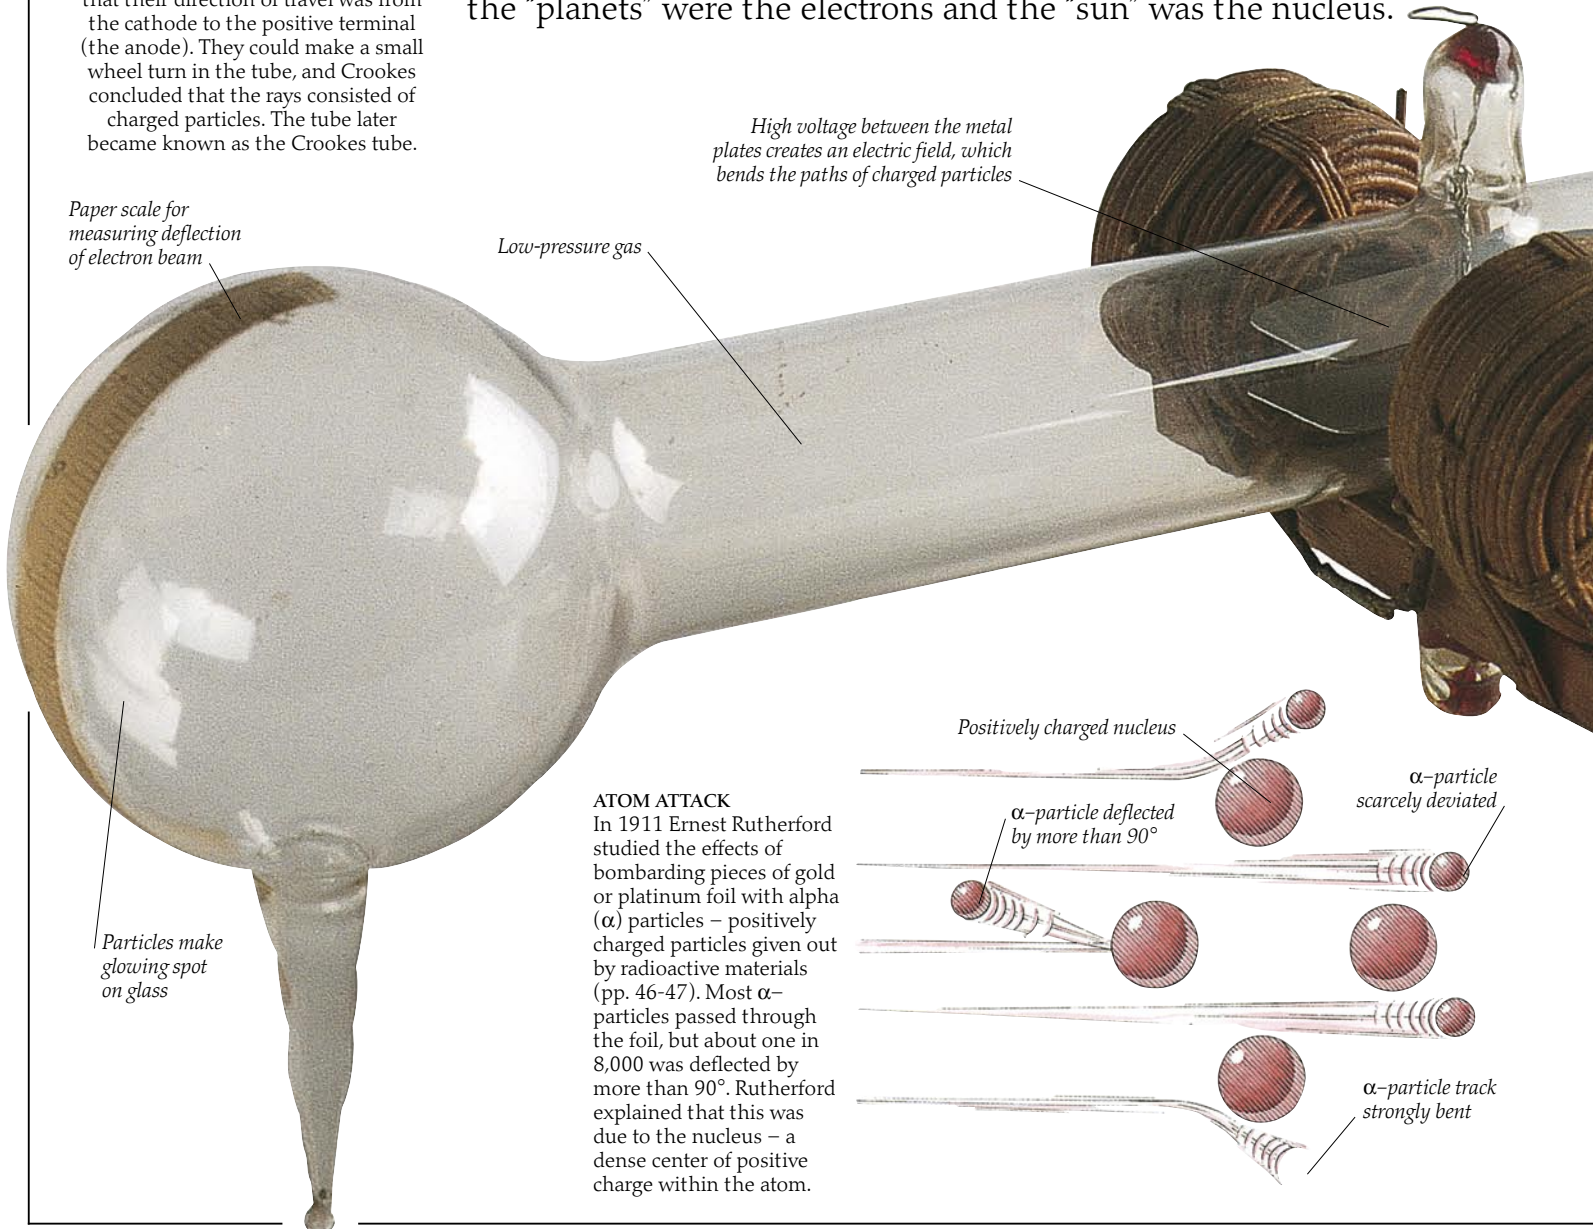 that their direction of travel was from
the cathode to the positive terminal
(the anode). They could make a small
wheel turn in the tube, and Crookes
concluded that the rays consisted of
charged particles. The tube later
became known as the Crookes tube.
the “planets” were the electrons and the “sun” was the nucleus.
High voltage between the metal
plates creates an electric field, which
bends the paths of charged particles
Paper scale for
measuring deflection
of electron beam
Low-pressure gas
Particles make
glowing spot
on glass
ATOM ATTACK
In 1911 Ernest Rutherford
studied the effects of
bombarding pieces of gold
or platinum foil with alpha
(α) particles – positively
charged particles given out
by radioactive materials
(pp. 46-47). Most α–
particles passed through
the foil, but about one in
8,000 was deflected by
more than 90°. Rutherford
explained that this was
due to the nucleus – a
dense center of positive
charge within the atom.
Positively charged nucleus
α–particle deflected
by more than 90°
α–particle
scarcely deviated
α–particle track
strongly bent